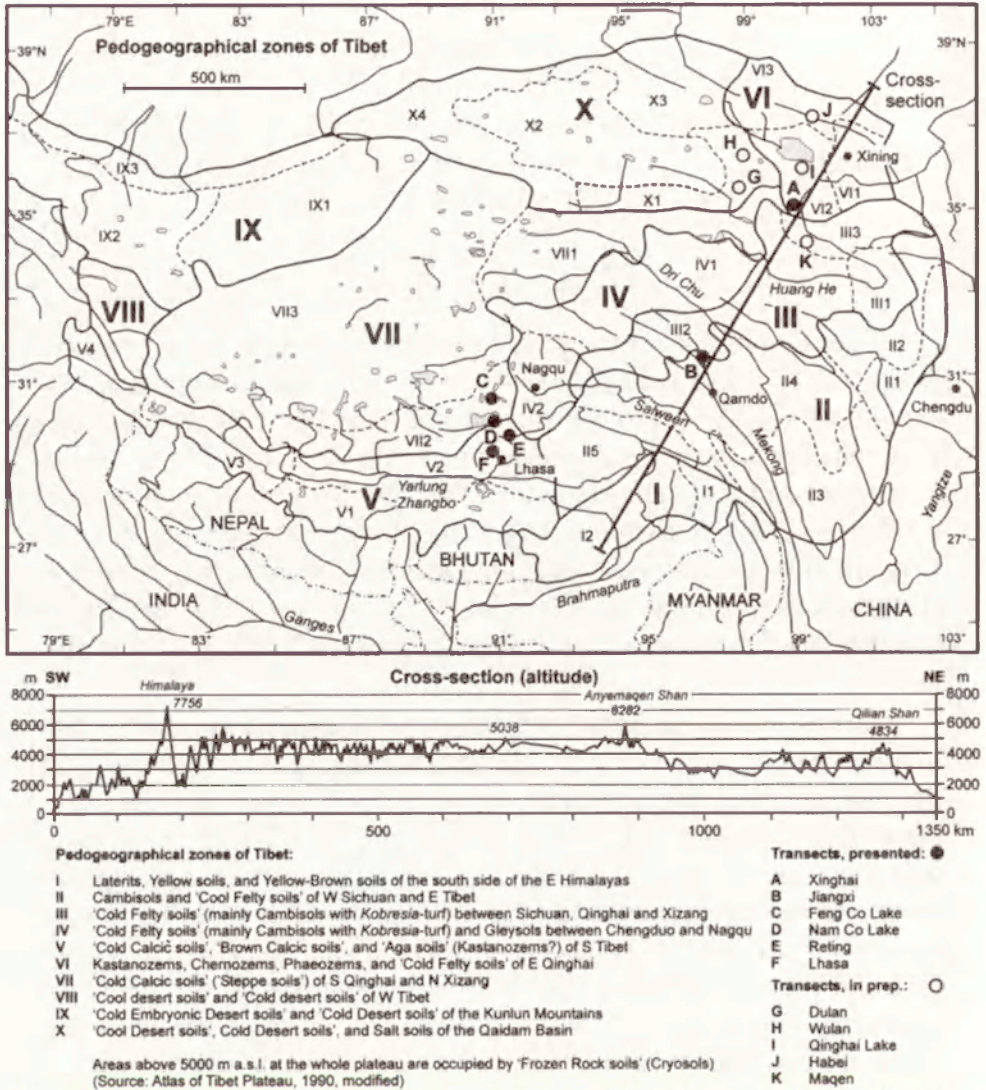 79°E 83° 87° 91° 95° 99° 103°
39°N 39°
Pedogeographical zones of Tibet
500 km
Cross-section
VI3
VI
J
X4
X
X3
X2
H
Xining
I
G
A
IX3
IX1
VI1
VI2
X1
35° 35°
IX
III3
IX2
K
VII1
IV1
Dri Chu
Huang He
VIII
IV
III1
VII3
VII
III
III2
II2
V4
31° 31°
Nagqu
B
C
II4
II1
IV2
Qamdo
II
Chengdu
Salween
D
E
VII2
F
Lhasa
II5
V3
V2
Mekong
Yarlung Zhangbo
V
I
I1
II3
V1
Yangtze
NEPAL
I2
27° 27°
BHUTAN
INDIA
Brahmaputra
MYANMAR
CHINA
Ganges
79°E 83° 87° 91° 95 99° 103°
m SW Cross-section (altitude) NE m
Himalaya Anyemaqen Shan
8000 7756 6282 8000
Qilian Shan
6000 5038 4834 6000
4000 4000
2000 2000
0 0
0 500 1000 1350 km
Pedogeographical zones of Tibet:
I Laterits, Yellow soils, and Yellow-Brown soils of the south side of the E Himalayas
II Cambisols and 'Cool Felty soils' of W Sichuan and E Tibet
III 'Cold Felty soils' (mainly Cambisols with Kobresia-turf) between Sichuan, Qinghai and Xizang
IV 'Cold Felty soils' (mainly Cambisols with Kobresia-turf) and Gleysols between Chengduo and Nagqu
V 'Cold Calcic soils', 'Brown Calcic soils', and 'Aga soils' (Kastanozems?) of S Tibet
VI Kastanozems, Chernozems, Phaeozems, and 'Cold Felty soils' of E Qinghai
VII 'Cold Calcic soils' ('Steppe soils') of S Qinghai and N Xizang
VIII 'Cool desert soils' and 'Cold desert soils' of W Tibet
IX 'Cold Embryonic Desert soils' and 'Cold Desert soils' of the Kunlun Mountains
X 'Cool Desert soils', Cold Desert soils', and Salt soils of the Qaidam Basin
Areas above 5000 m a.s.l. at the whole plateau are occupied by 'Frozen Rock soils' (Cryosols)
(Source: Atlas of Tibet Plateau, 1990, modified)
Transects, presented:
A Xinghai
B Jiangxi
C Feng Co Lake
D Nam Co Lake
E Reting
F Lhasa
Transects, in prep.:
G Dulan
H Wulan
I Qinghai Lake
J Habei
K Maqen